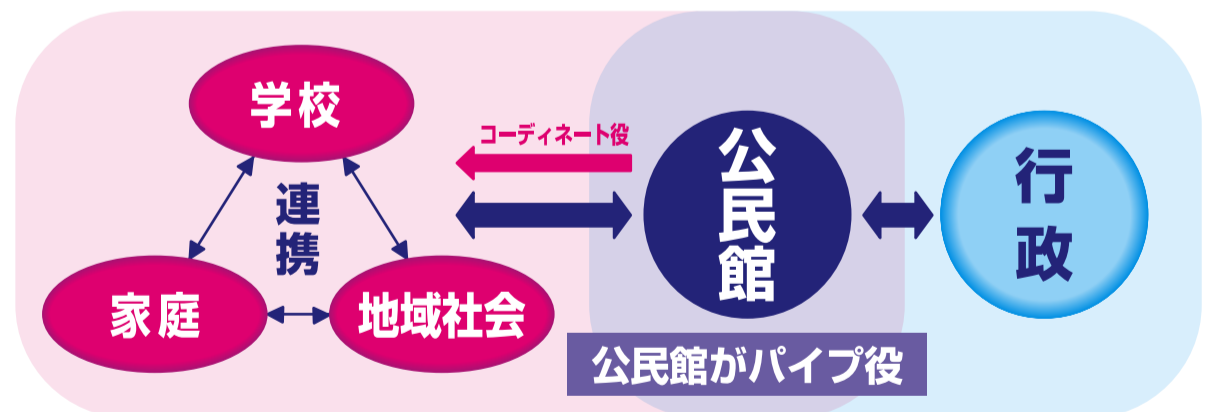 学校
連携
家庭
地域社会
コーディネート役
公民館
公民館がパイプ役
行政